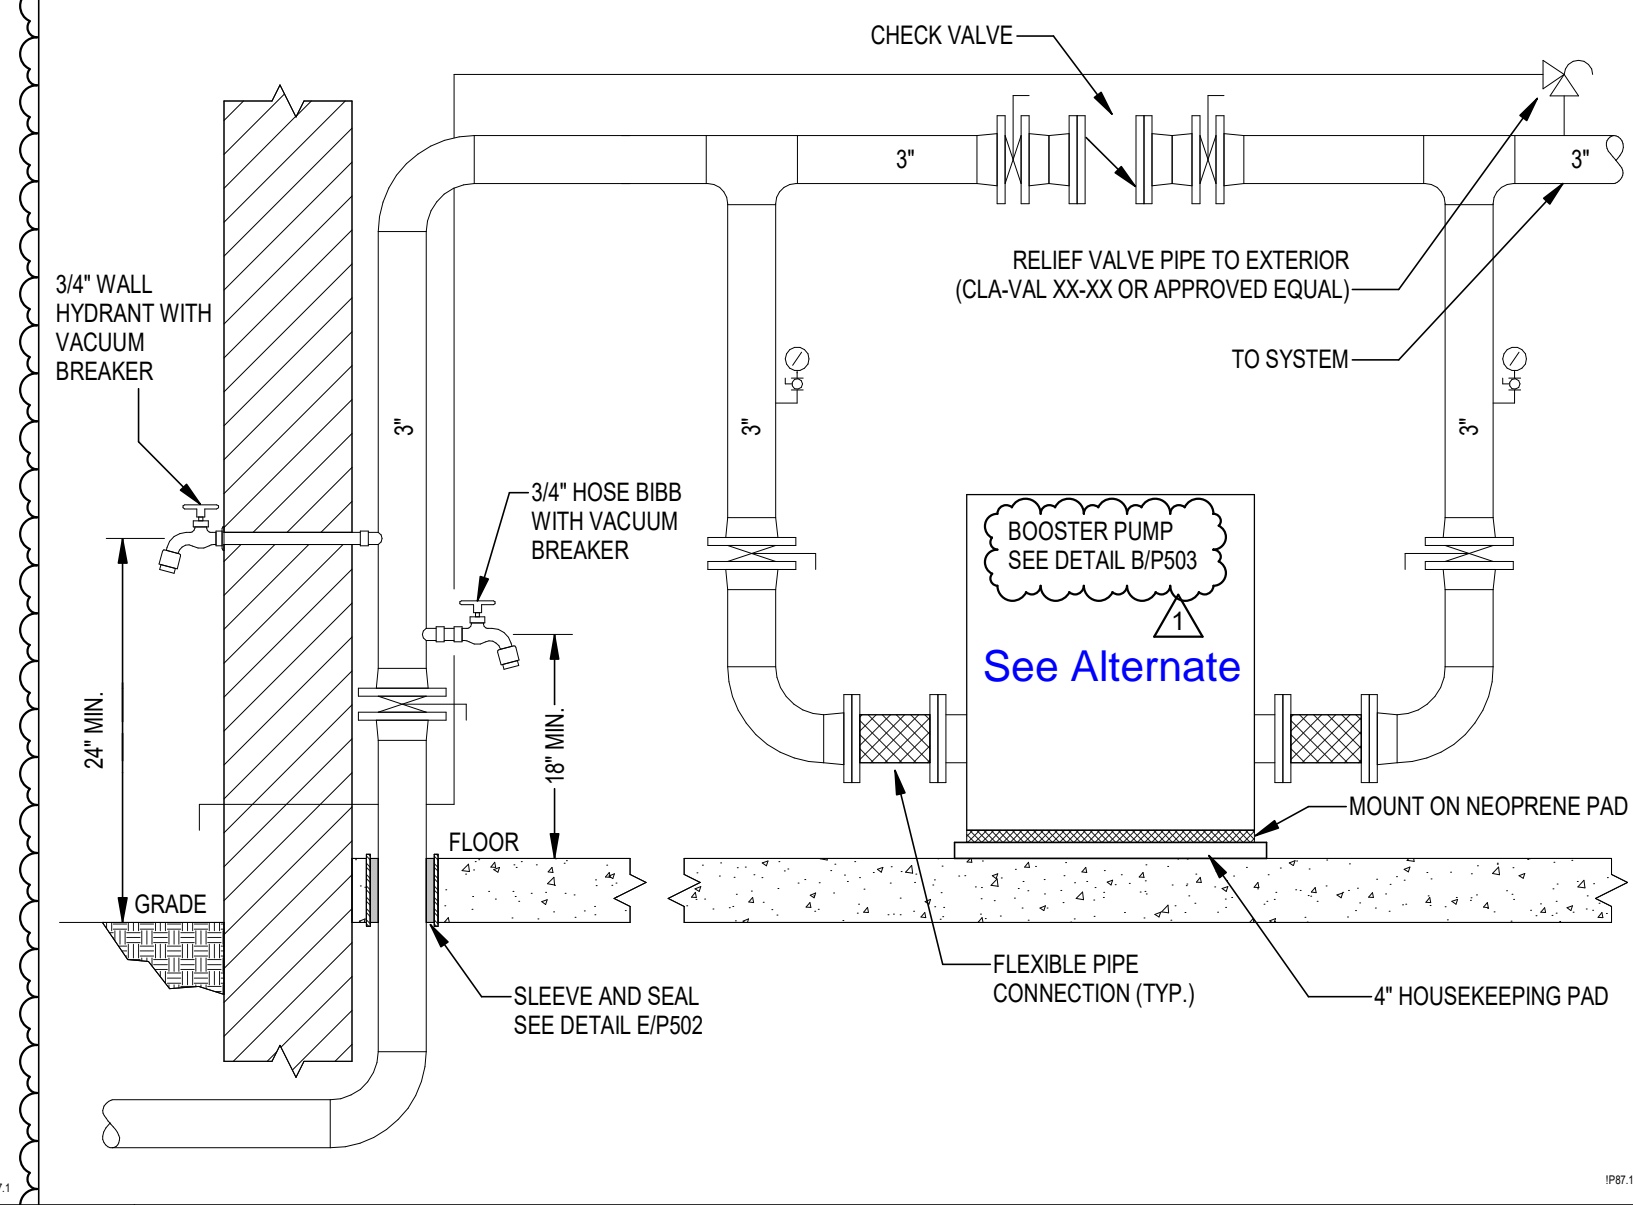 CHECK VALVE
3"
3"
RELIEF VALVE PIPE TO EXTERIOR
(CLA-VAL XX-XX OR APPROVED EQUAL)
3/4" WALL
HYDRANT WITH
VACUUM
BREAKER
TO SYSTEM
3"
3"
3"
3/4" HOSE BIBB
WITH VACUUM
BREAKER
BOOSTER PUMP
SEE DETAIL B/P503
1
See Alternate
24" MIN.
18" MIN.
MOUNT ON NEOPRENE PAD
FLOOR
GRADE
FLEXIBLE PIPE
CONNECTION (TYP.)
SLEEVE AND SEAL
SEE DETAIL E/P502
4" HOUSEKEEPING PAD
7.1
!P87.1